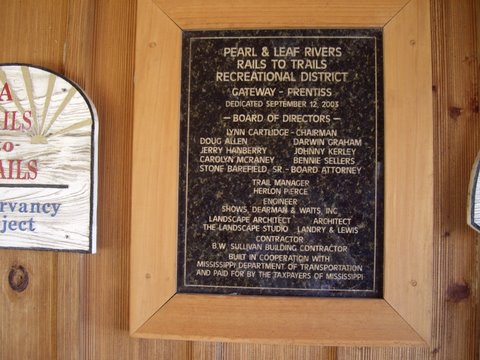 PEARL & LEAF RIVERS
RAILS TO TRAILS
RECREATIONAL DISTRICT
GATEWAY - PRENTISS
DEDICATED SEPTEMBER 12, 2003
— BOARD OF DIRECTORS —
LYNN CARTLIDGE - CHAIRMAN
DOUG ALLEN DARWIN GRAHAM
JERRY HANBERRY JOHNNY KERLEY
CAROLYN MCRANEY BENNIE SELLERS
STONE BAREFIELD, SR. - BOARD ATTORNEY
TRAIL MANAGER
HERLON PIERCE
ENGINEER
SHOWS, DEARMAN & WAITS, INC.
LANDSCAPE ARCHITECT ARCHITECT
THE LANDSCAPE STUDIO LANDRY & LEWIS
CONTRACTOR
B.W. SULLIVAN BUILDING CONTRACTOR
BUILT IN COOPERATION WITH
MISSISSIPPI DEPARTMENT OF TRANSPORTATION
AND PAID FOR BY THE TAXPAYERS OF MISSISSIPPI
A
AILS
to-
AILS
rvancy
ject